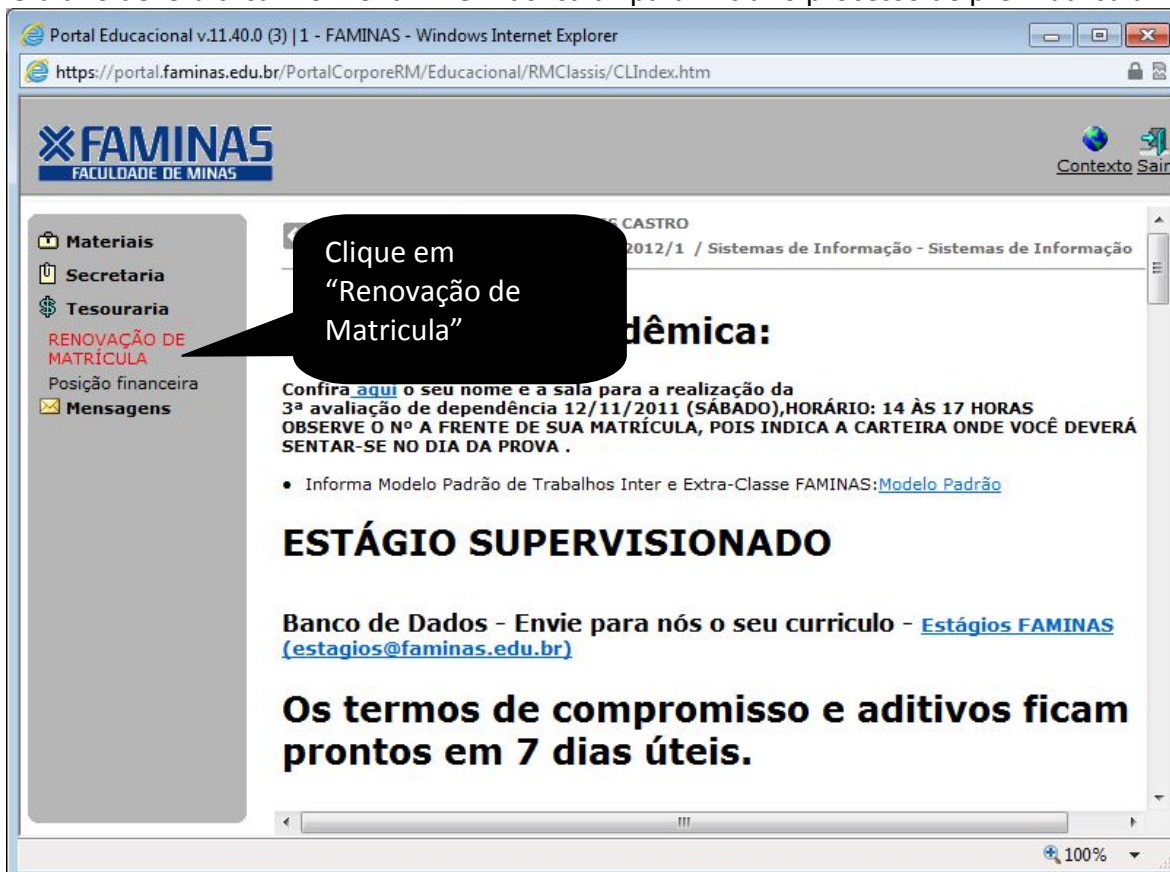 Portal Educacional v.11.40.0 (3) | 1 - FAMINAS - Windows Internet Explorer
https://portal.faminas.edu.br/PortalCorporeRM/Educacional/RMClassis/CLIndex.htm
FAMINAS
FACULDADE DE MINAS
Contexto Sair
CASTRO
2012/1 / Sistemas de Informação - Sistemas de Informação
Materiais
Secretaria
Tesouraria
RENOVAÇÃO DE
MATRÍCULA
Posição financeira
Mensagens
Clique em
“Renovação de
Matricula”
dêmica:
Confira aqui o seu nome e a sala para a realização da
3ª avaliação de dependência 12/11/2011 (SÁBADO),HORÁRIO: 14 ÀS 17 HORAS
OBSERVE O Nº A FRENTE DE SUA MATRÍCULA, POIS INDICA A CARTEIRA ONDE VOCÊ DEVERÁ
SENTAR-SE NO DIA DA PROVA .
• Informa Modelo Padrão de Trabalhos Inter e Extra-Classe FAMINAS:Modelo Padrão
ESTÁGIO SUPERVISIONADO
Banco de Dados - Envie para nós o seu curriculo - Estágios FAMINAS
(estagios@faminas.edu.br)
Os termos de compromisso e aditivos ficam
prontos em 7 dias úteis.
100%